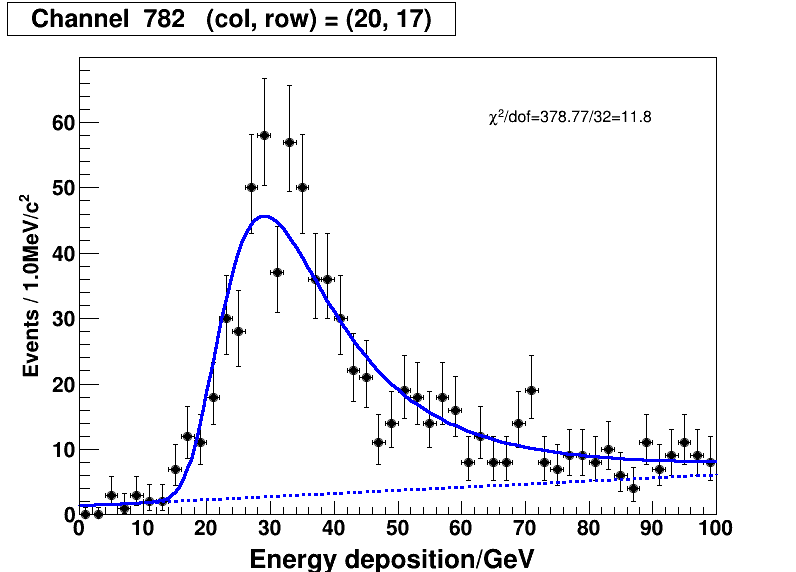 Channel 782 (col, row) = (20, 17)
χ²/dof=378.77/32=11.8
Events / 1.0MeV/c²
60
50
40
30
20
10
0
0 10 20 30 40 50 60 70 80 90 100
Energy deposition/GeV